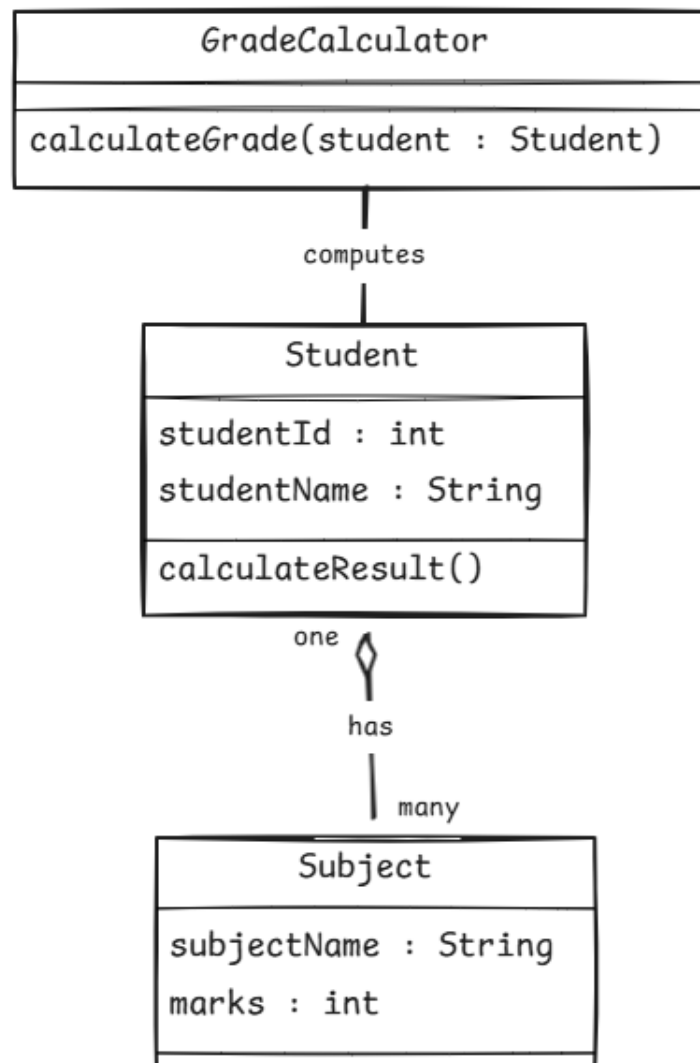 GradeCalculator
calculateGrade(student : Student)
computes
Student
studentId : int
studentName : String
calculateResult()
one
has
many
Subject
subjectName : String
marks : int